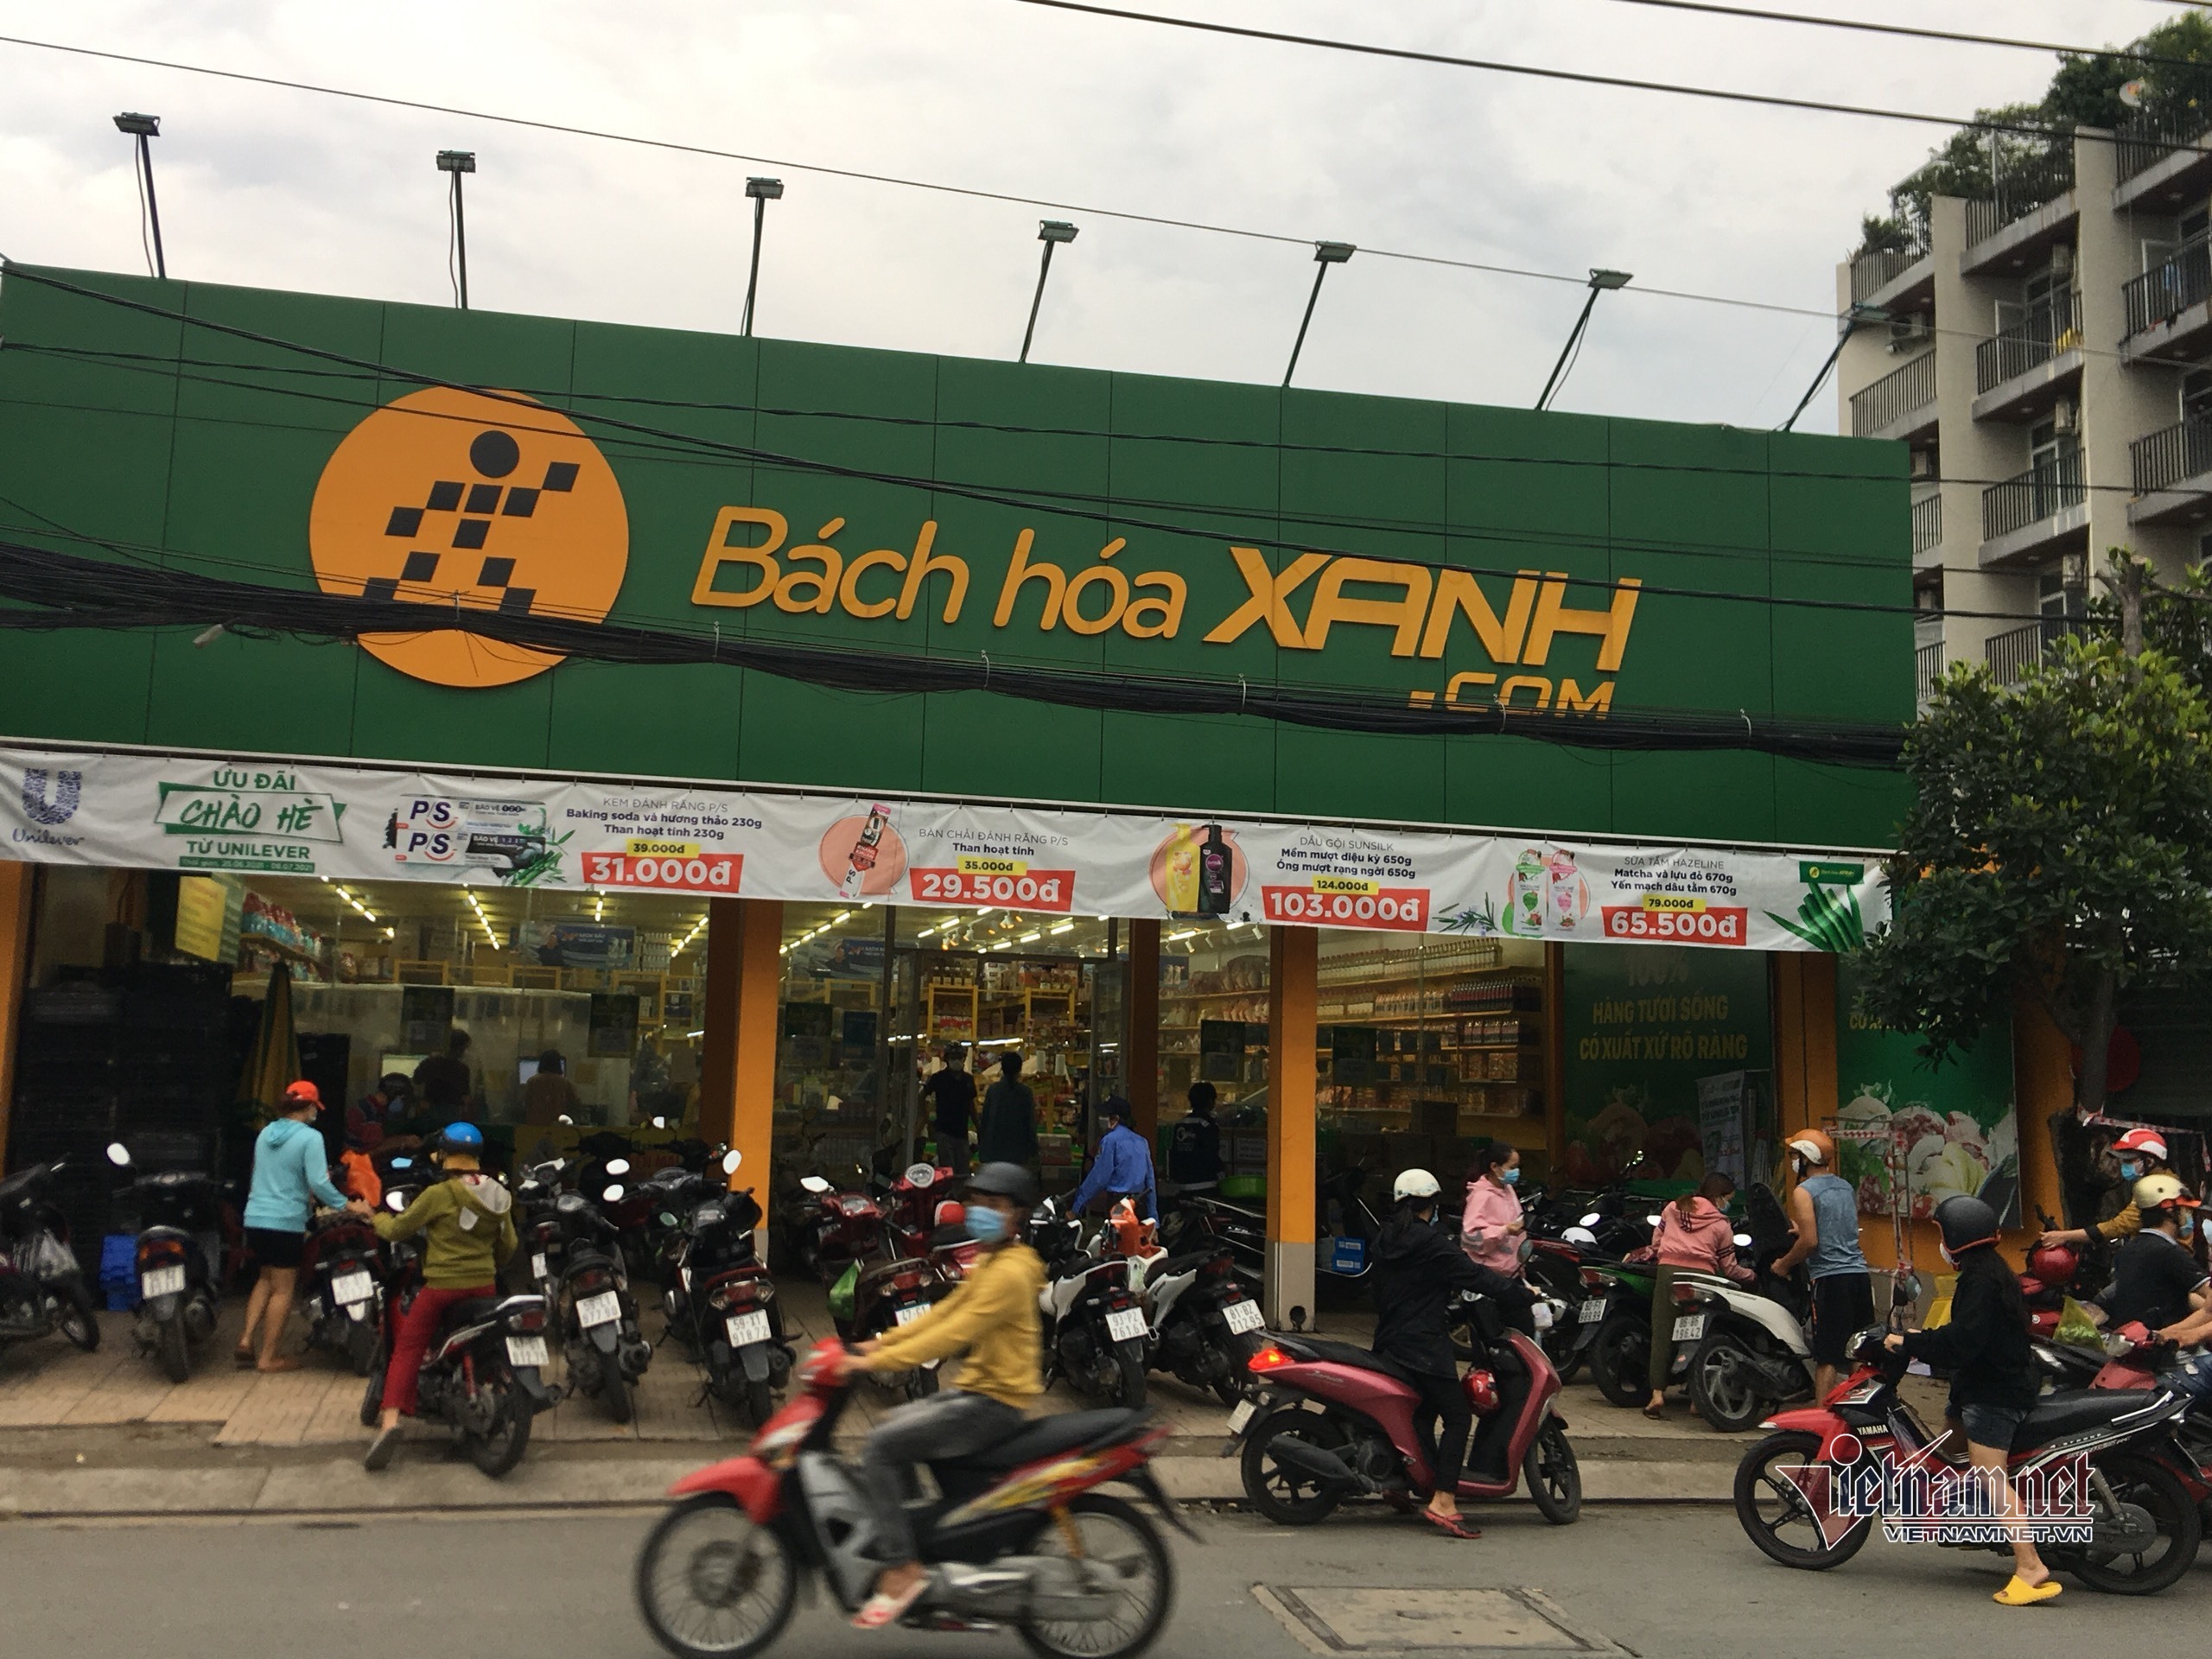 Bách hóa XANH
.COM
Unilever
ƯU ĐÃI
CHÀO HÈ
TỪ UNILEVER
P/S
P/S
KEM ĐÁNH RĂNG P/S
Baking soda và hương thảo 230g
Than hoạt tính 230g
39.000đ
31.000đ
BÀN CHẢI ĐÁNH RĂNG P/S
Than hoạt tính
35.000đ
29.500đ
DẦU GỘI SUNSILK
Mềm mượt diệu kỳ 650g
Óng mượt rạng ngời 650g
124.000đ
103.000đ
SỮA TẮM HAZELINE
Matcha và lựu đỏ 670g
Yến mạch dâu tằm 670g
79.000đ
65.500đ
100%
HÀNG TƯƠI SỐNG
CÓ XUẤT XỨ RÕ RÀNG
YAMAHA
Vietnamnet
VIETNAMNET.VN